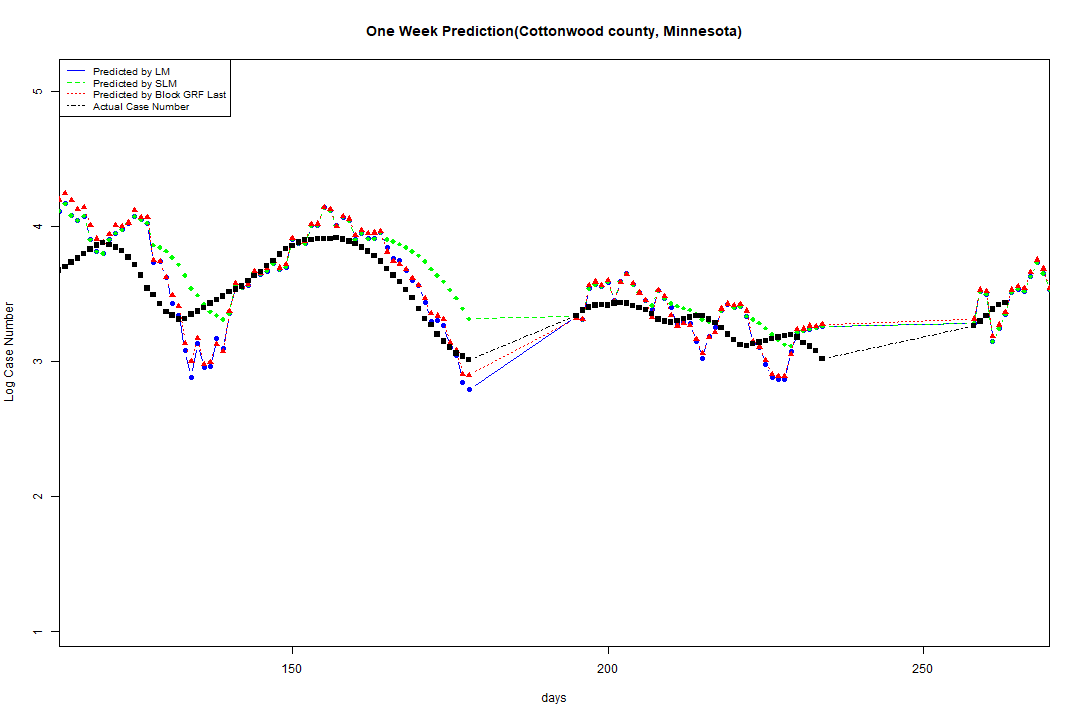 One Week Prediction(Cottonwood county, Minnesota)
Predicted by LM
Predicted by SLM
Predicted by Block GRF Last
Actual Case Number
5
4
3
2
1
Log Case Number
150
200
250
days